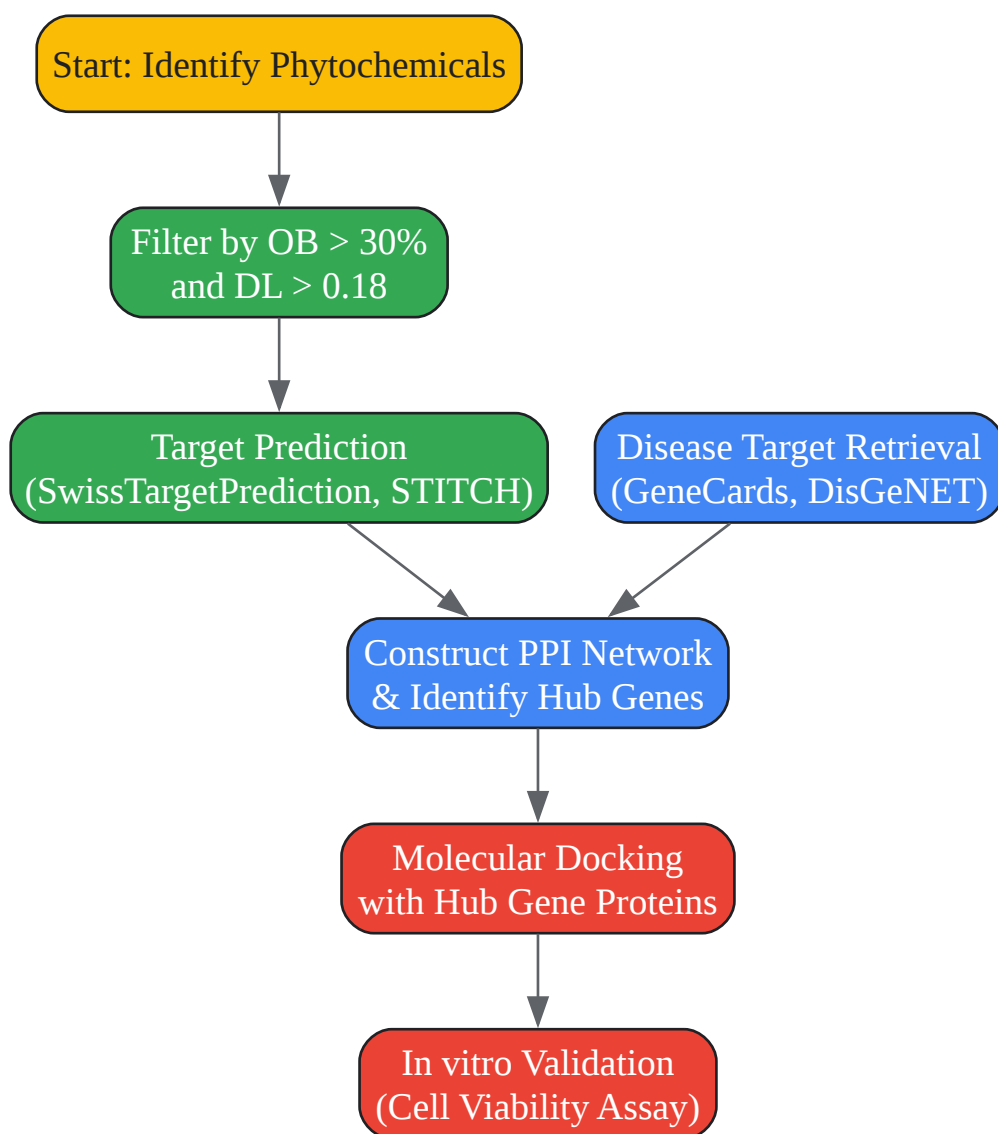 Start: Identify Phytochemicals
Filter by OB > 30%
and DL > 0.18
Target Prediction
(SwissTargetPrediction, STITCH)
Disease Target Retrieval
(GeneCards, DisGeNET)
Construct PPI Network
& Identify Hub Genes
Molecular Docking
with Hub Gene Proteins
In vitro Validation
(Cell Viability Assay)